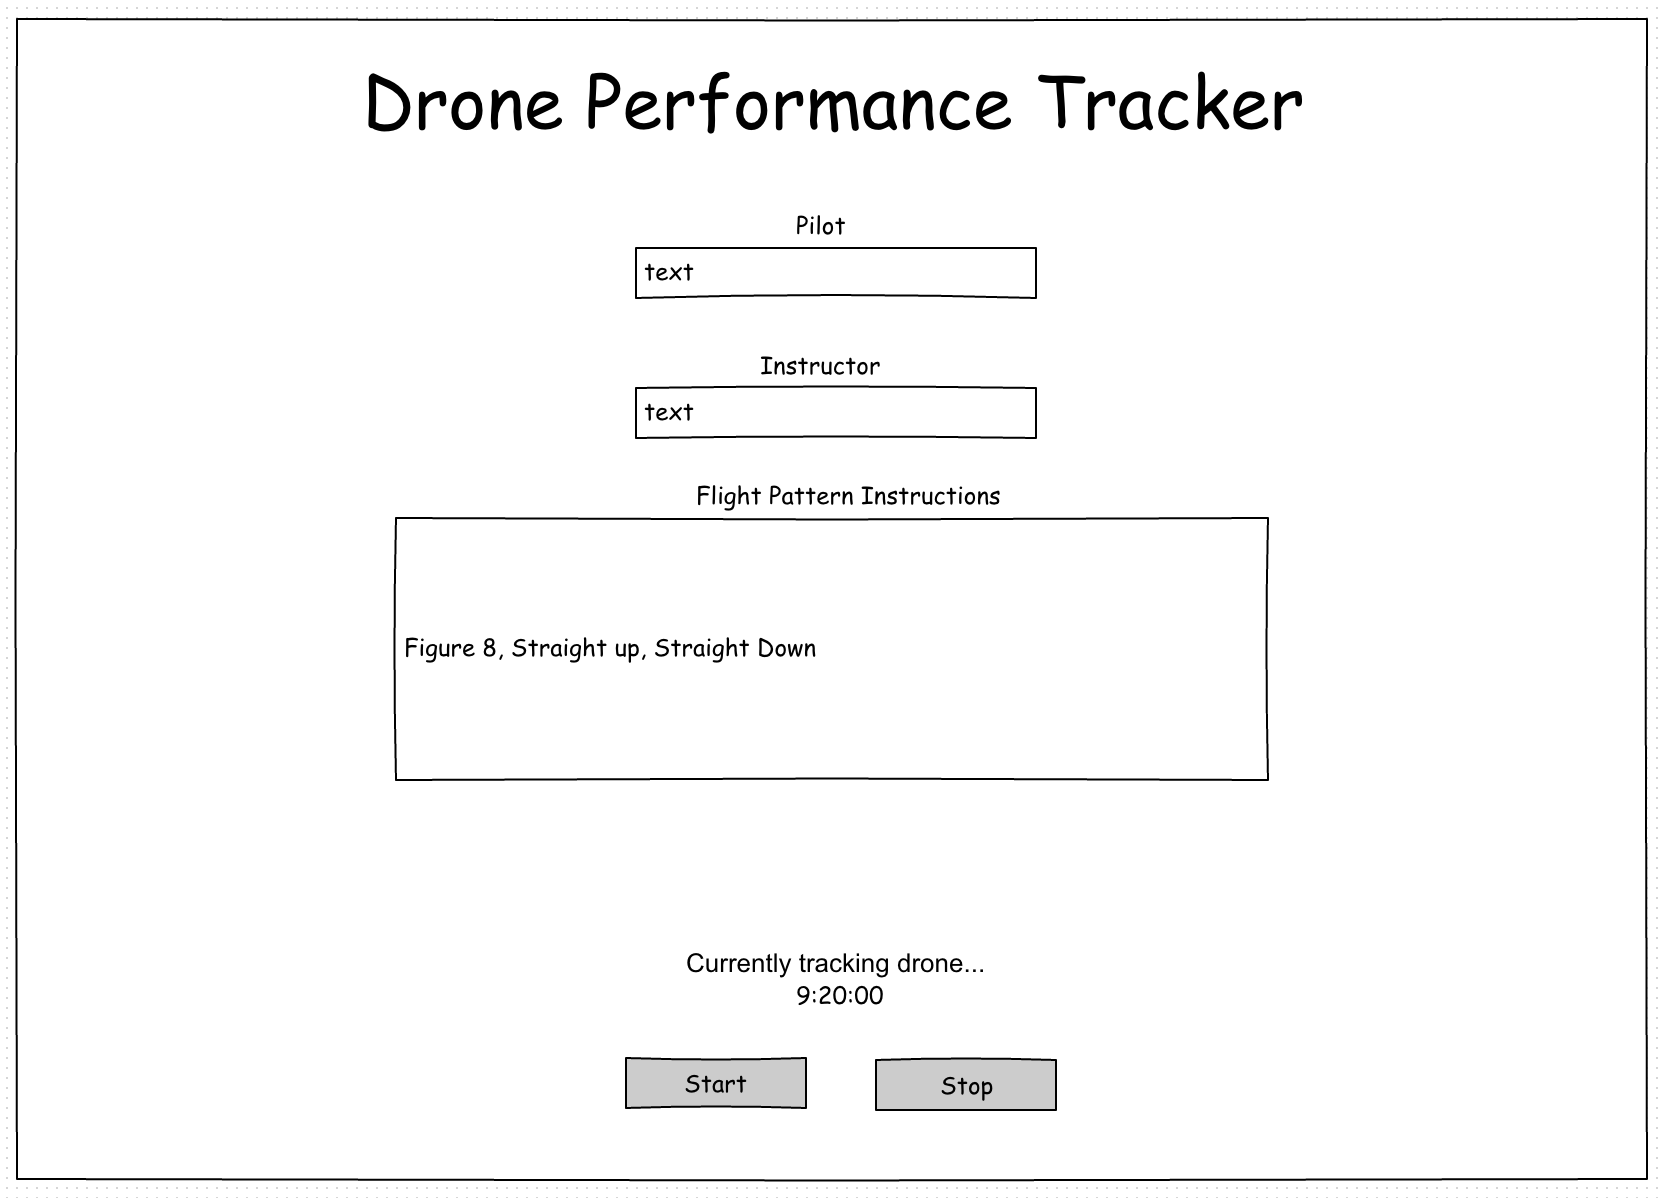 Drone Performance Tracker
Pilot
text
Instructor
text
Flight Pattern Instructions
Figure 8, Straight up, Straight Down
Currently tracking drone...
9:20:00
Start
Stop